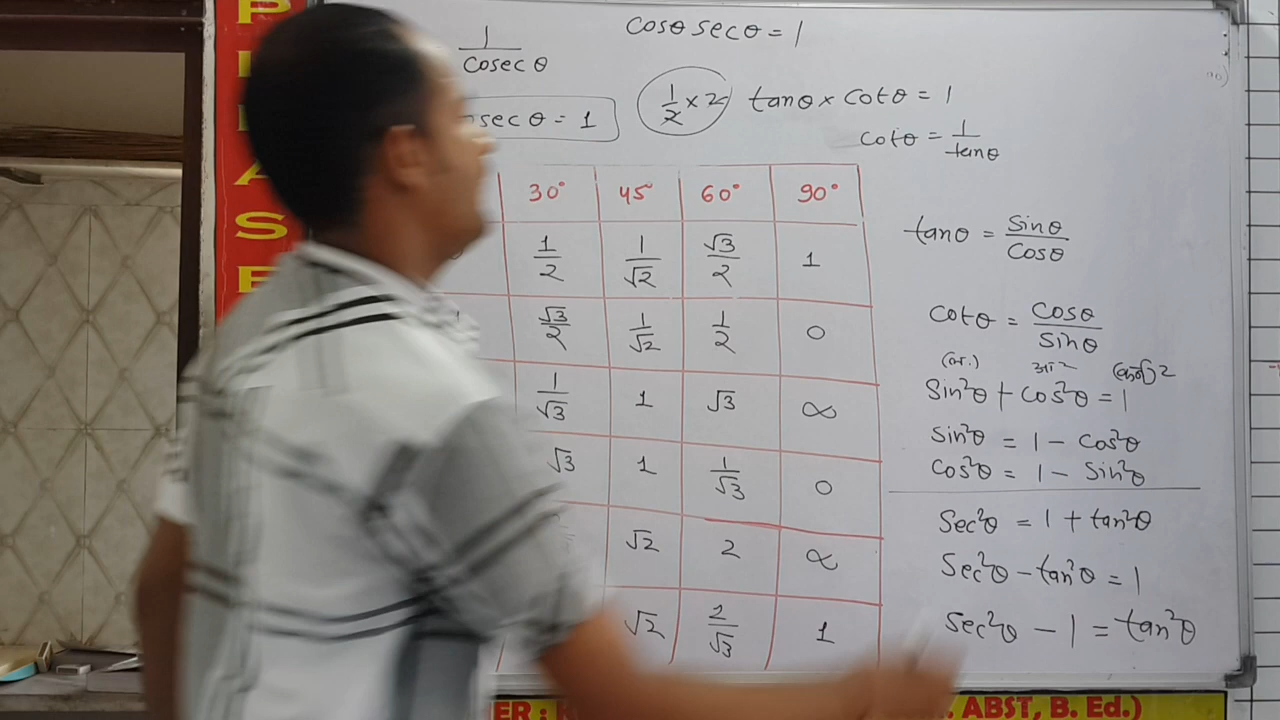 P
A
S
E
cosθ secθ = 1
1/cosec θ
sec θ = 1
1/2 × 2
tanθ × cotθ = 1
cotθ = 1/tanθ
30° 45° 60° 90°
1/2 1/√2 √3/2 1
√3/2 1/√2 1/2 0
1/√3 1 √3 ∞
√3 1 1/√3 0
√2 2 ∞
√2 2/√3 1
tanθ = sinθ/cosθ
cotθ = cosθ/sinθ
sin²θ + cos²θ = 1
sin²θ = 1 - cos²θ
cos²θ = 1 - sin²θ
sec²θ = 1 + tan²θ
sec²θ - tan²θ = 1
sec²θ - 1 = tan²θ
ER : ABST, B. Ed.)